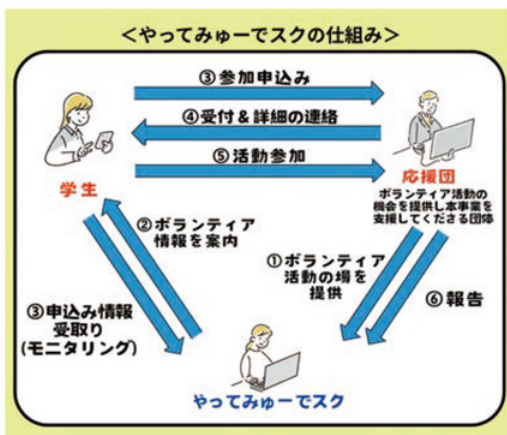 ＜やってみゅーでスクの仕組み＞
③参加申込み
④受付＆詳細の連絡
⑤活動参加
学生
応援団
ボランティア活動の
機会を提供し本事業を
支援してくださる団体
②ボランティア
情報を案内
①ボランティア
活動の場を
提供
③申込み情報
受取り
(モニタリング)
⑥報告
やってみゅーでスク